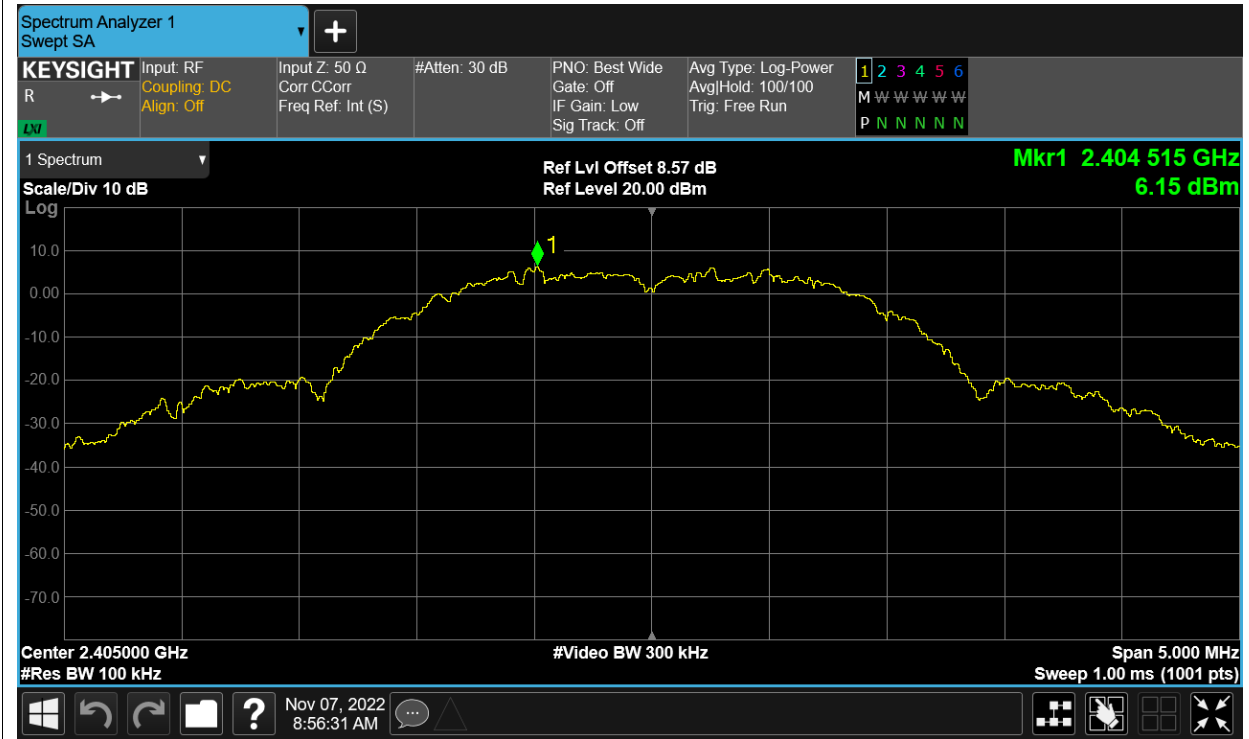 Spectrum Analyzer 1
Swept SA
KEYSIGHT
R
LXI
Input: RF
Coupling: DC
Align: Off
Input Z: 50 Ω
Corr CCorr
Freq Ref: Int (S)
#Atten: 30 dB
PNO: Best Wide
Gate: Off
IF Gain: Low
Sig Track: Off
Avg Type: Log-Power
Avg|Hold: 100/100
Trig: Free Run
1 2 3 4 5 6
M W W W W W
P N N N N N
1 Spectrum
Scale/Div 10 dB
Log
Ref Lvl Offset 8.57 dB
Ref Level 20.00 dBm
Mkr1 2.404 515 GHz
6.15 dBm
1
10.0
0.00
-10.0
-20.0
-30.0
-40.0
-50.0
-60.0
-70.0
Center 2.405000 GHz
#Video BW 300 kHz
Span 5.000 MHz
#Res BW 100 kHz
Sweep 1.00 ms (1001 pts)
?
Nov 07, 2022
8:56:31 AM